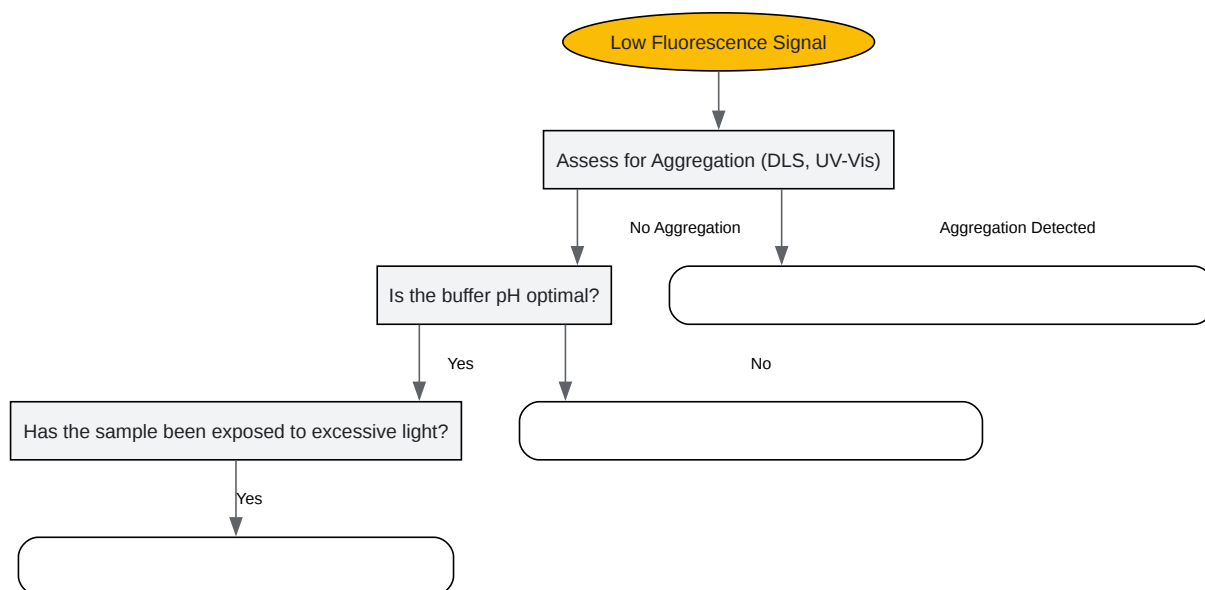 Low Fluorescence Signal
Assess for Aggregation (DLS, UV-Vis)
No Aggregation
Aggregation Detected
Is the buffer pH optimal?
Yes
No
Has the sample been exposed to excessive light?
Yes